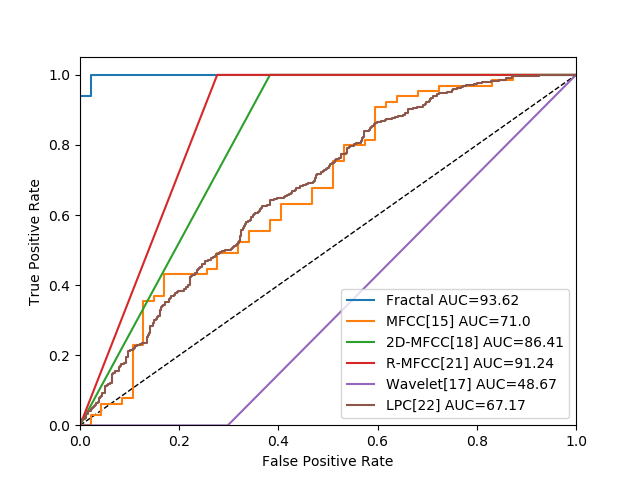 1.0
0.8
0.6
0.4
0.2
0.0
True Positive Rate
0.0 0.2 0.4 0.6 0.8 1.0
False Positive Rate
Fractal AUC=93.62
MFCC[15] AUC=71.0
2D-MFCC[18] AUC=86.41
R-MFCC[21] AUC=91.24
Wavelet[17] AUC=48.67
LPC[22] AUC=67.17